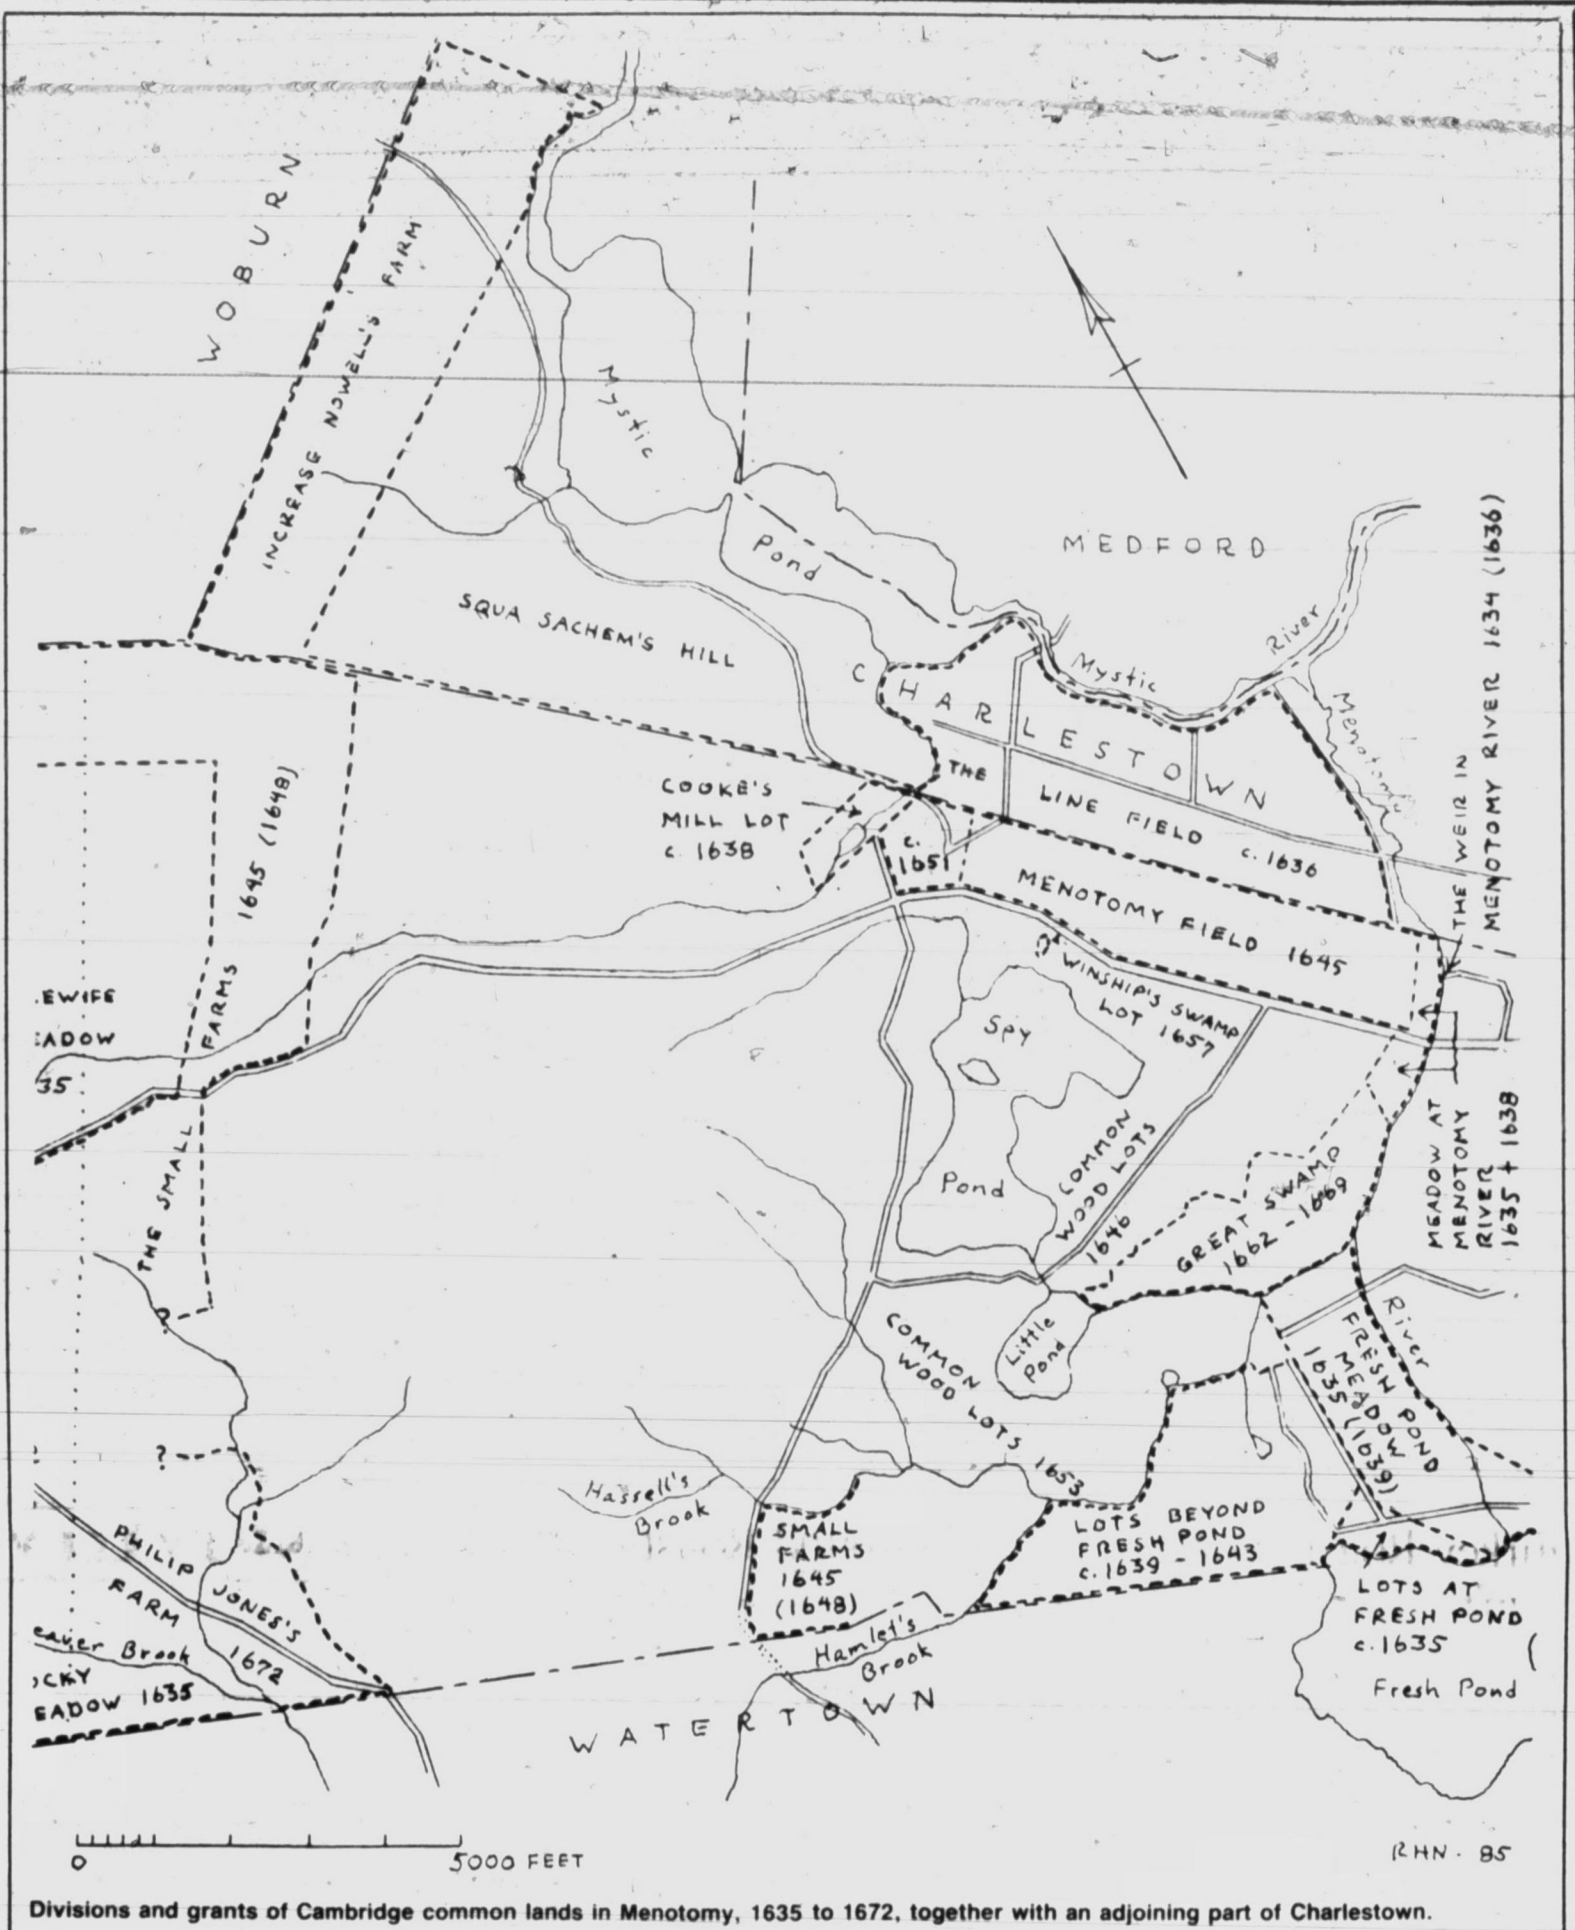 WOBURN
INCREASE NOWEL'S FARM
Mystic
Pond
MEDFORD
SQUA SACHEM'S HILL
CHARLESTOWN
Mystic
River
Menotomy
THE WEIR IN
MENOTOMY RIVER 1634 (1636)
THE
LINE FIELD c. 1636
COOKE'S
MILL LOT
c. 1638
c.
1651
MENOTOMY FIELD 1645
THE SMALL
FARMS 1645 (1648)
EWIFE
EADOW
35
WINSHIP'S SWAMP
LOT 1657
Spy
Pond
COMMON
WOOD LOTS
1646
GREAT SWAMP
1662 - 1669
MEADOW AT
MENOTOMY
RIVER
1635 + 1638
River
FRESH POND
MEADOW
1635 (1639)
Little
Pond
COMMON
WOOD LOTS 1653
?
?
Hassell's
Brook
SMALL
FARMS
1645
(1648)
LOTS BEYOND
FRESH POND
c. 1639 - 1643
LOTS AT
FRESH POND
c. 1635
(
Fresh Pond
PHILIP JONES'S
FARM 1672
eaver Brook
OCKY
EADOW 1635
Hamlet's
Brook
WATERTOWN
0 5000 FEET
RHN. 85
Divisions and grants of Cambridge common lands in Menotomy, 1635 to 1672, together with an adjoining part of Charlestown.